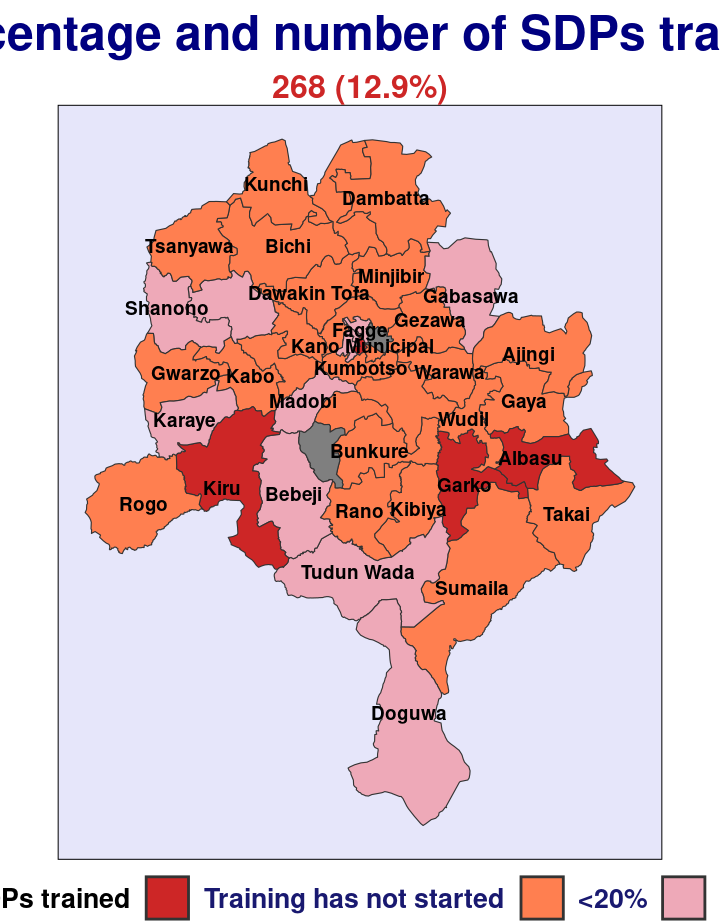 centage and number of SDPs tra
268 (12.9%)
Kunchi
Dambatta
Tsanyawa
Bichi
Minjibir
Dawakin Tofa
Gabasawa
Shanono
Gezawa
Fagge
Kano Municipal
Ajingi
Kumbotso
Warawa
Gwarzo
Kabo
Madobi
Gaya
Karaye
Wudil
Bunkure
Albasu
Garko
Kiru
Bebeji
Rogo
Rano
Kibiya
Takai
Tudun Wada
Sumaila
Doguwa
Ps trained
Training has not started
<20%